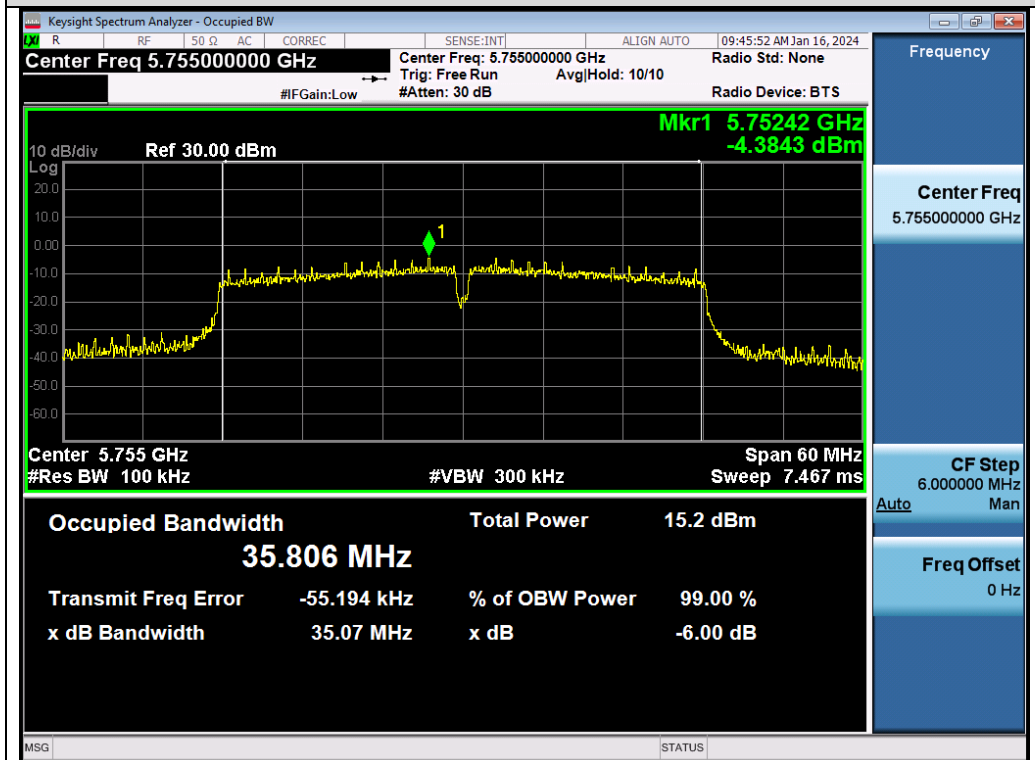 Keysight Spectrum Analyzer - Occupied BW
LXI R RF 50 Ω AC CORREC SENSE:INT ALIGN AUTO 09:45:52 AM Jan 16, 2024
Center Freq 5.755000000 GHz
#IFGain:Low
Center Freq: 5.755000000 GHz
Trig: Free Run Avg|Hold: 10/10
#Atten: 30 dB
Radio Std: None
Radio Device: BTS
Mkr1 5.75242 GHz
-4.3843 dBm
10 dB/div Ref 30.00 dBm
Log
20.0
10.0
0.00
-10.0
-20.0
-30.0
-40.0
-50.0
-60.0
1
Center 5.755 GHz Span 60 MHz
#Res BW 100 kHz #VBW 300 kHz Sweep 7.467 ms
Occupied Bandwidth Total Power 15.2 dBm
35.806 MHz
Transmit Freq Error -55.194 kHz % of OBW Power 99.00 %
x dB Bandwidth 35.07 MHz x dB -6.00 dB
Frequency
Center Freq
5.755000000 GHz
CF Step
6.000000 MHz
Auto Man
Freq Offset
0 Hz
MSG STATUS